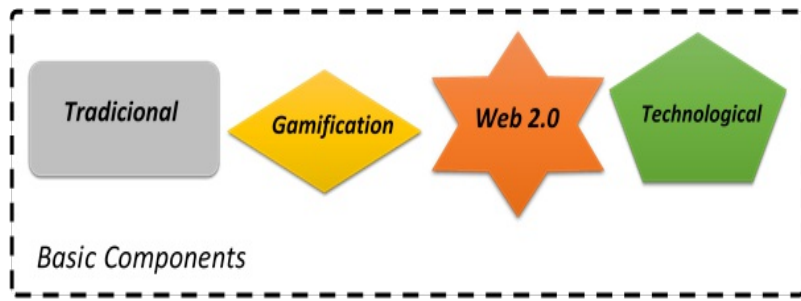 Tradicional
Gamification
Web 2.0
Technological
Basic Components